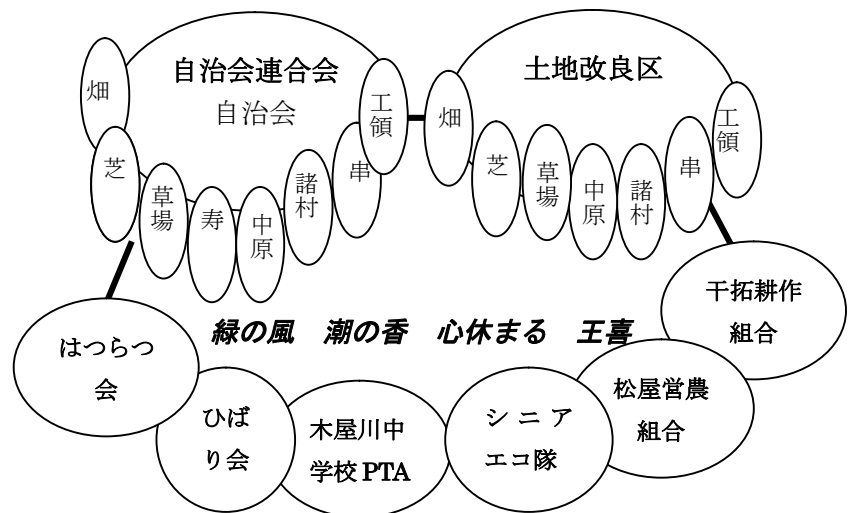 自治会連合会
自治会
畑
芝
草場
寿
中原
諸村
串
工領
土地改良区
畑
芝
草場
中原
諸村
串
工領
緑の風　潮の香　心休まる　王喜
はつらつ
会
ひば
り会
木屋川中
学校PTA
シニア
エコ隊
松屋営農
組合
干拓耕作
組合